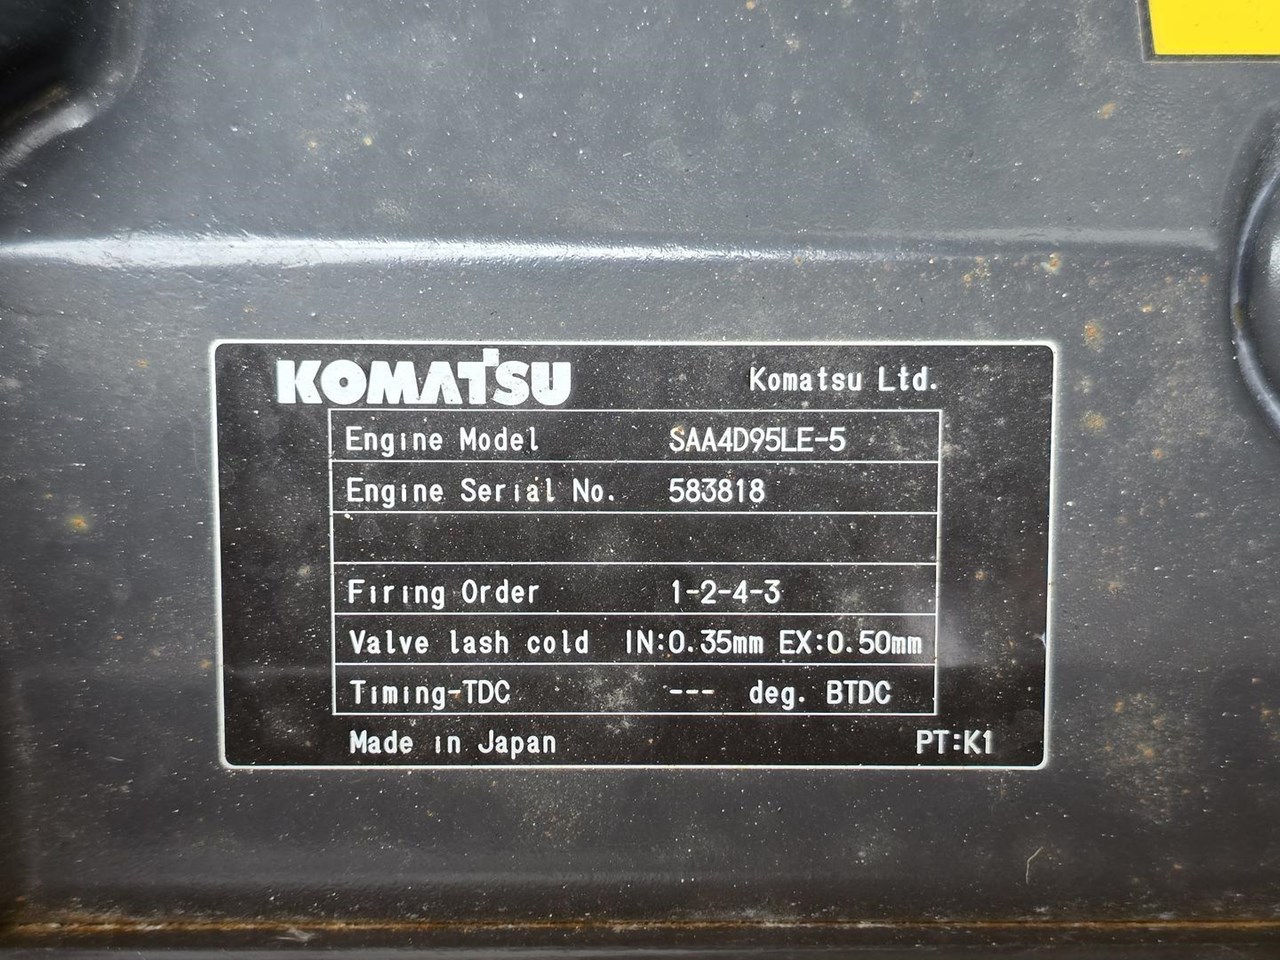 KOMATSU Komatsu Ltd.
Engine Model SAA4D95LE-5
Engine Serial No. 583818
Firing Order 1-2-4-3
Valve lash cold IN:0.35mm EX:0.50mm
Timing-TDC --- deg. BTDC
Made in Japan PT:K1